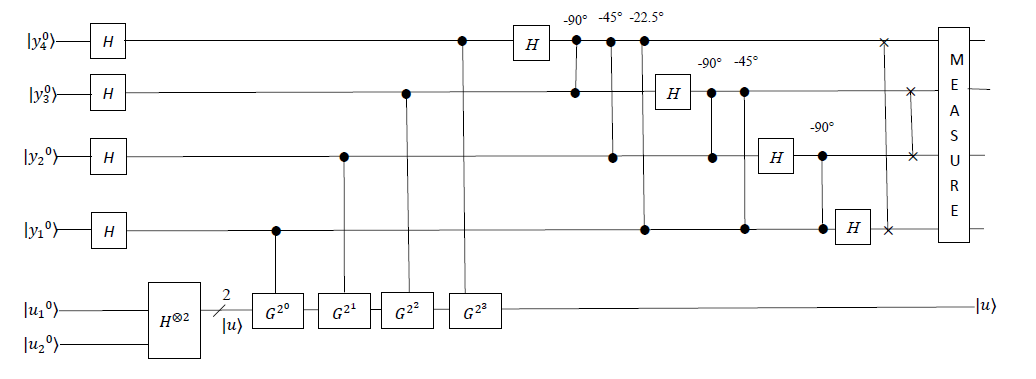 -90° -45° -22.5°
|y₄⁰⟩ H H
-90° -45°
|y₃⁰⟩ H H
-90°
|y₂⁰⟩ H H
|y₁⁰⟩ H H
MEASURE
2
|u₁⁰⟩ H^⊗2 |u⟩ G^{2^0} G^{2^1} G^{2^2} G^{2^3} |u⟩
|u₂⁰⟩